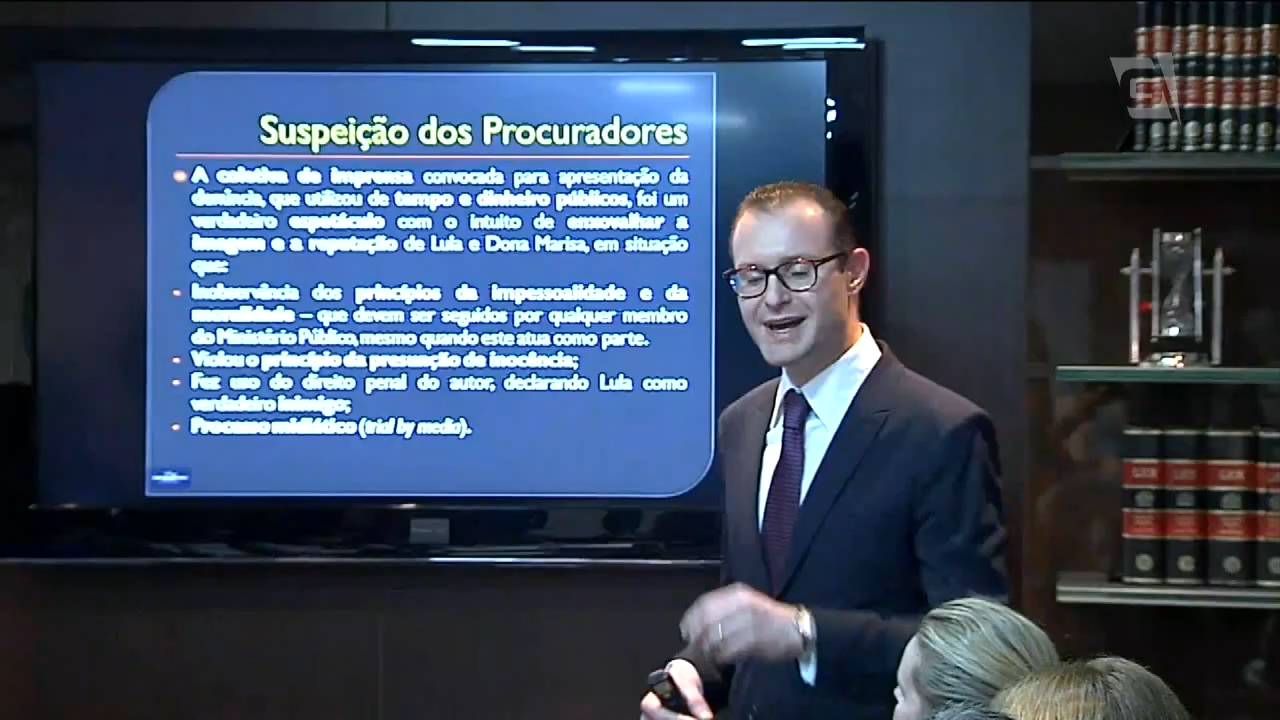 Suspeição dos Procuradores
A coletiva de imprensa convocada para apresentação da
denúncia, que utilizou de tempo e dinheiro públicos, foi um
verdadeiro espetáculo com o intuito de enxovalhar a
imagem e a reputação de Lula e Dona Marisa, em situação
que:
Inobservância dos princípios da impessoalidade e da
moralidade – que devem ser seguidos por qualquer membro
do Ministério Público, mesmo quando este atua como parte.
Violou o princípio da presunção de inocência;
Fez uso do direito penal do autor, declarando Lula como
verdadeiro inimigo;
Processo midiático (trial by media).